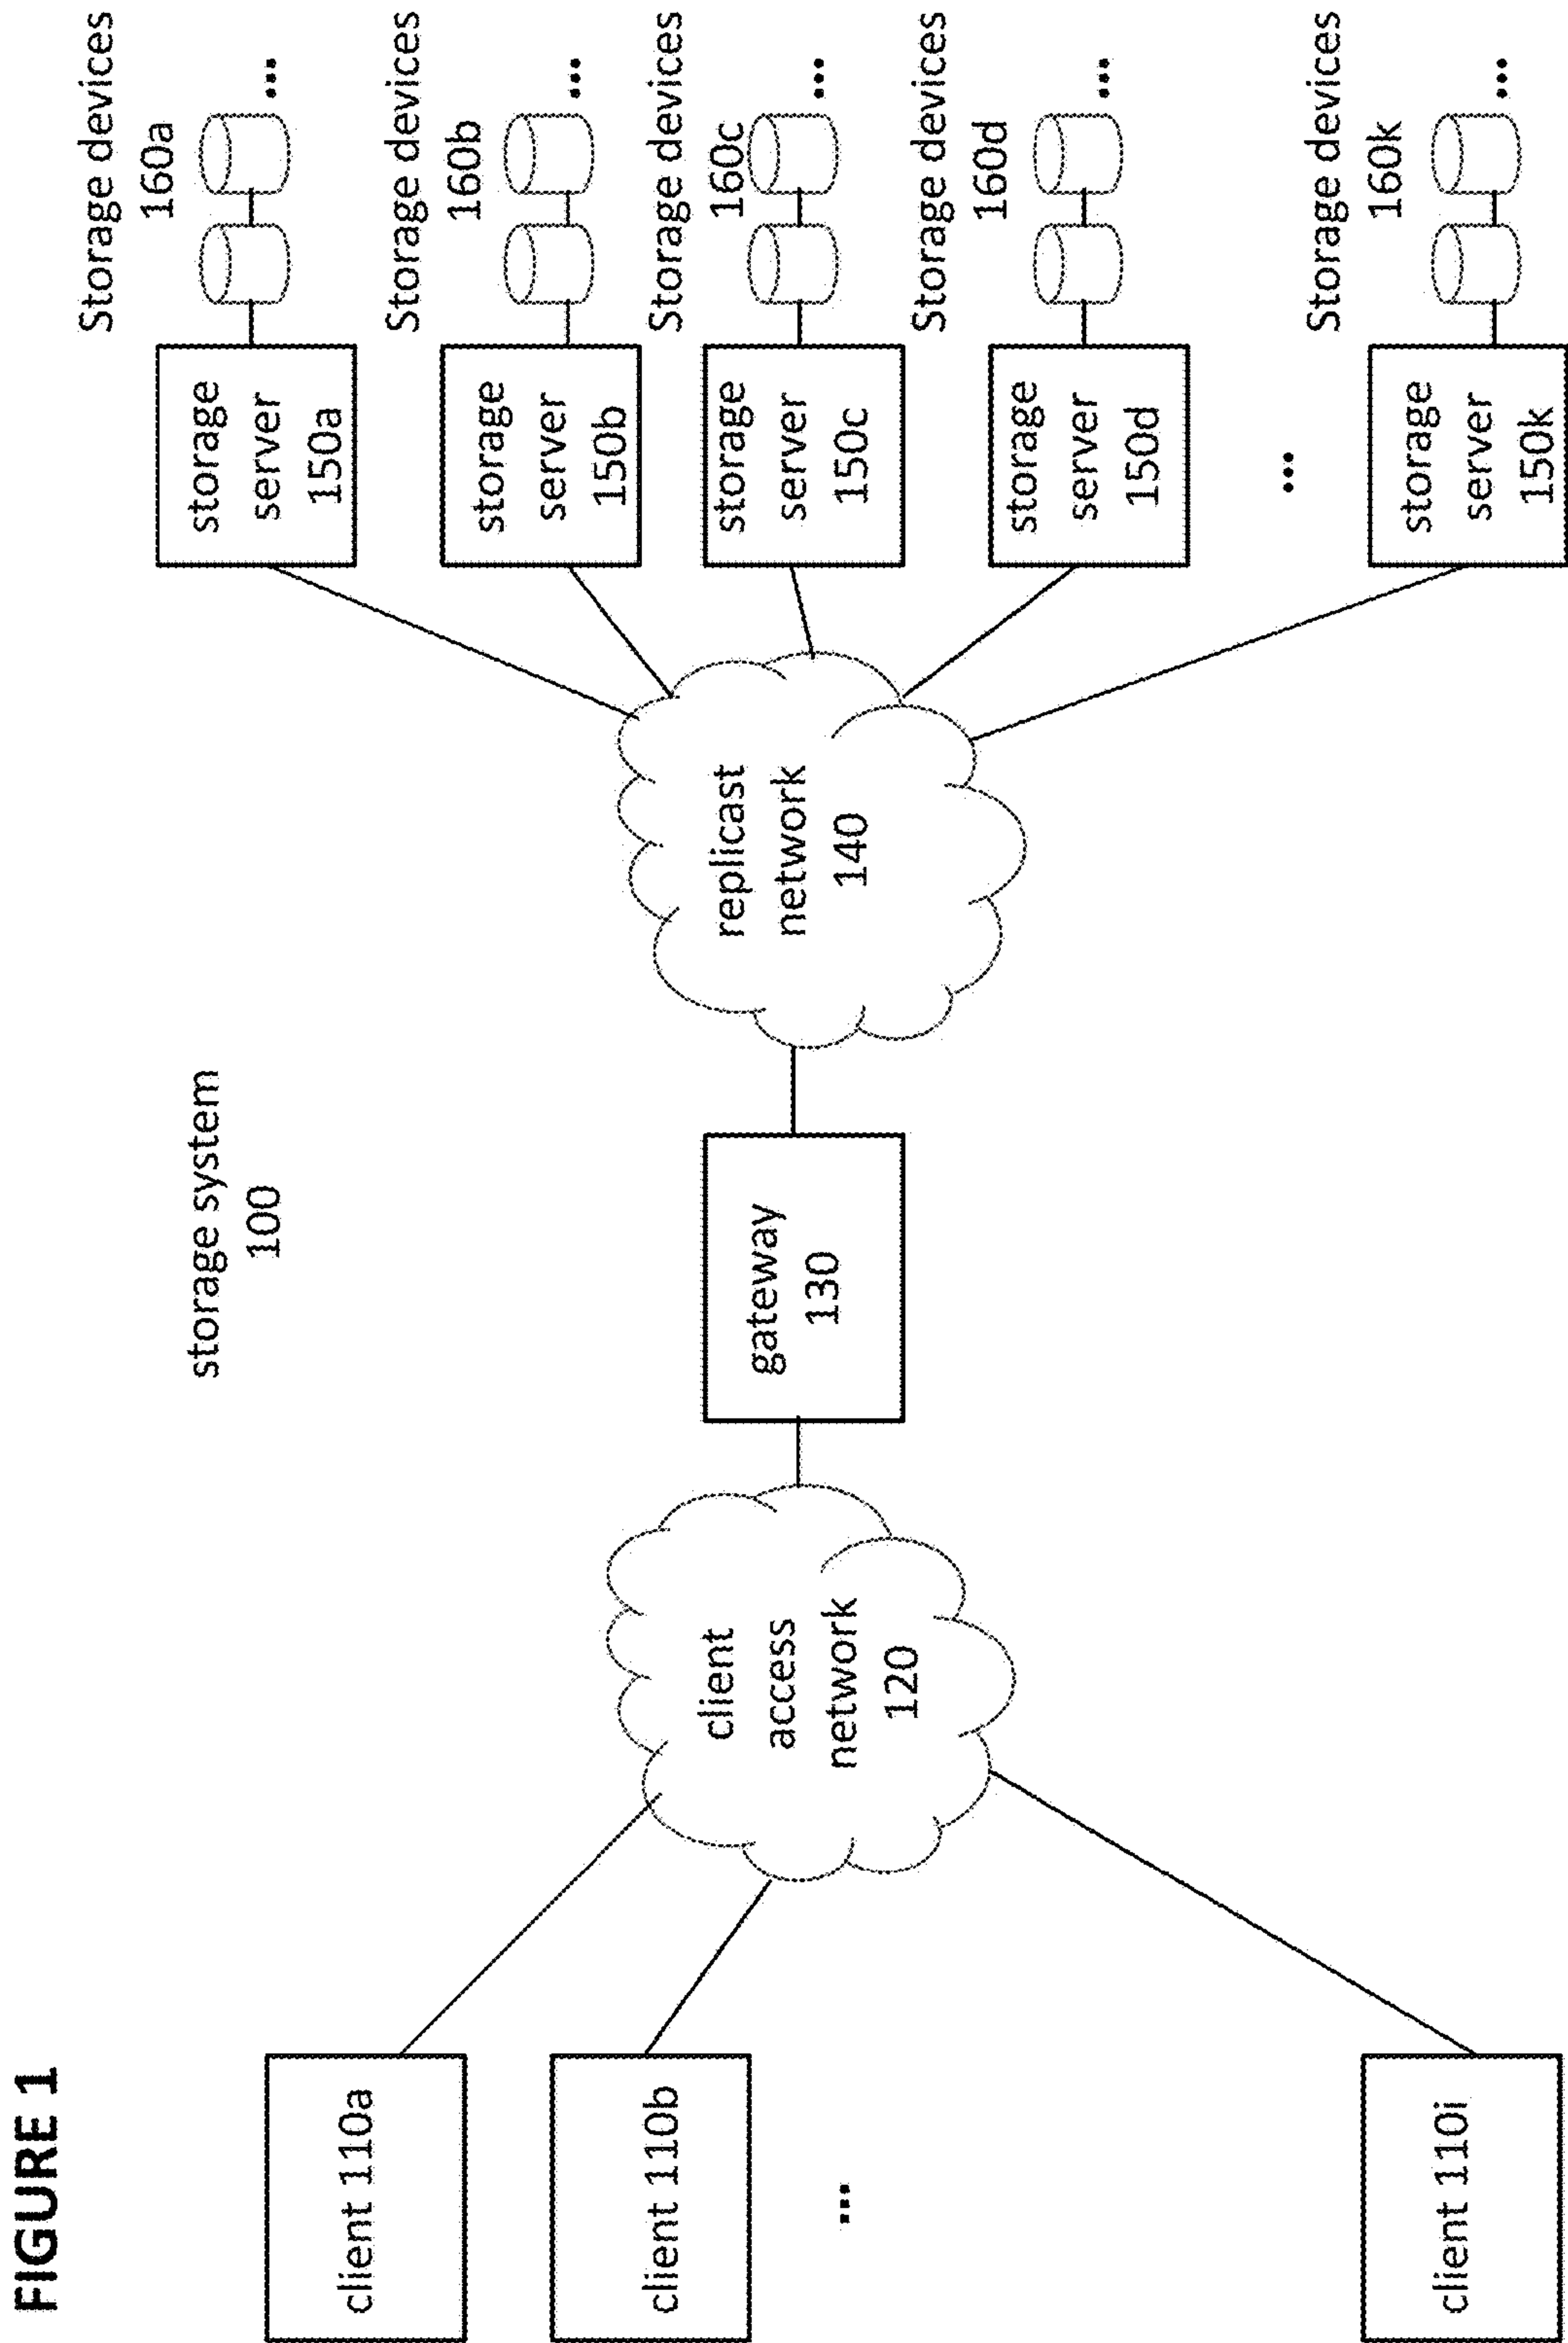 FIGURE 1
storage system
100
client 110a
client 110b
...
client 110i
client
access
network
120
gateway
130
replicast
network
140
storage
server
150a
storage
server
150b
storage
server
150c
storage
server
150d
...
storage
server
150k
Storage devices
160a
...
Storage devices
160b
...
Storage devices
160c
...
Storage devices
160d
...
Storage devices
160k
...